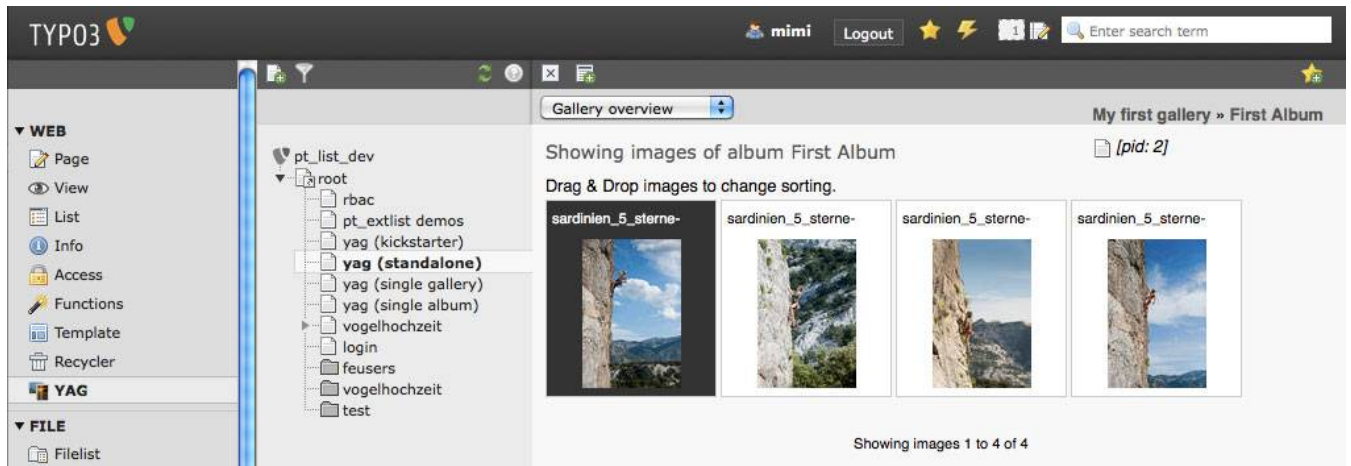 TYPO3
mimi
Logout
1
Enter search term
Gallery overview
My first gallery » First Album
[pid: 2]
WEB
Page
View
List
Info
Access
Functions
Template
Recycler
YAG
FILE
Filelist
pt_list_dev
root
rbac
pt_extlist demos
yag (kickstarter)
yag (standalone)
yag (single gallery)
yag (single album)
vogelhochzeit
login
feusers
vogelhochzeit
test
Showing images of album First Album
Drag & Drop images to change sorting.
sardinien_5_sterne-
sardinien_5_sterne-
sardinien_5_sterne-
sardinien_5_sterne-
Showing images 1 to 4 of 4